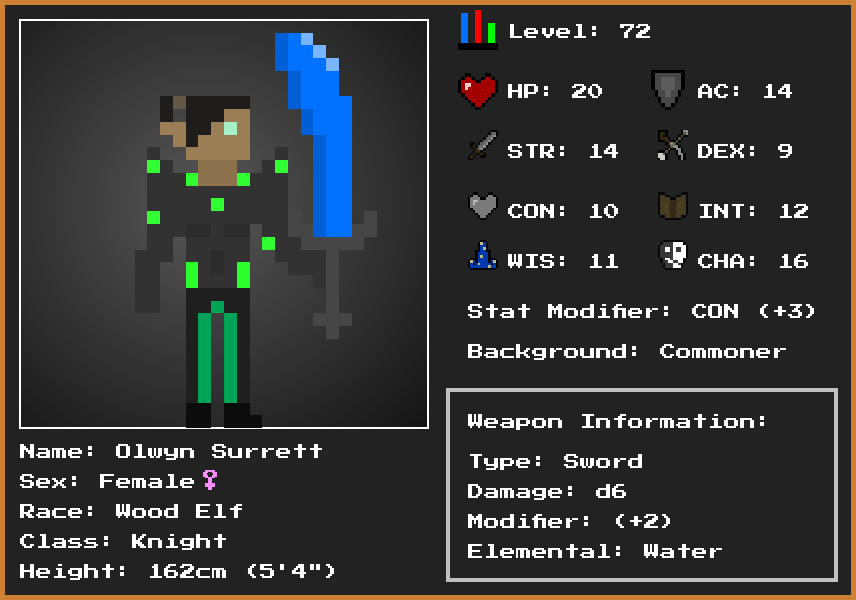 Level: 72
HP: 20
AC: 14
STR: 14
DEX: 9
CON: 10
INT: 12
WIS: 11
CHA: 16
Stat Modifier: CON (+3)
Background: Commoner
Weapon Information:
Type: Sword
Damage: d6
Modifier: (+2)
Elemental: Water
Name: Olwyn Surrett
Sex: Female♀
Race: Wood Elf
Class: Knight
Height: 162cm (5'4")